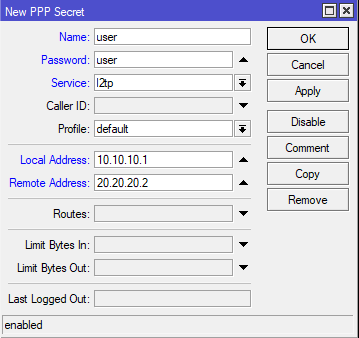 New PPP Secret
Name: user
Password: user
Service: l2tp
Caller ID:
Profile: default
Local Address: 10.10.10.1
Remote Address: 20.20.20.2
Routes:
Limit Bytes In:
Limit Bytes Out:
Last Logged Out:
enabled
OK
Cancel
Apply
Disable
Comment
Copy
Remove